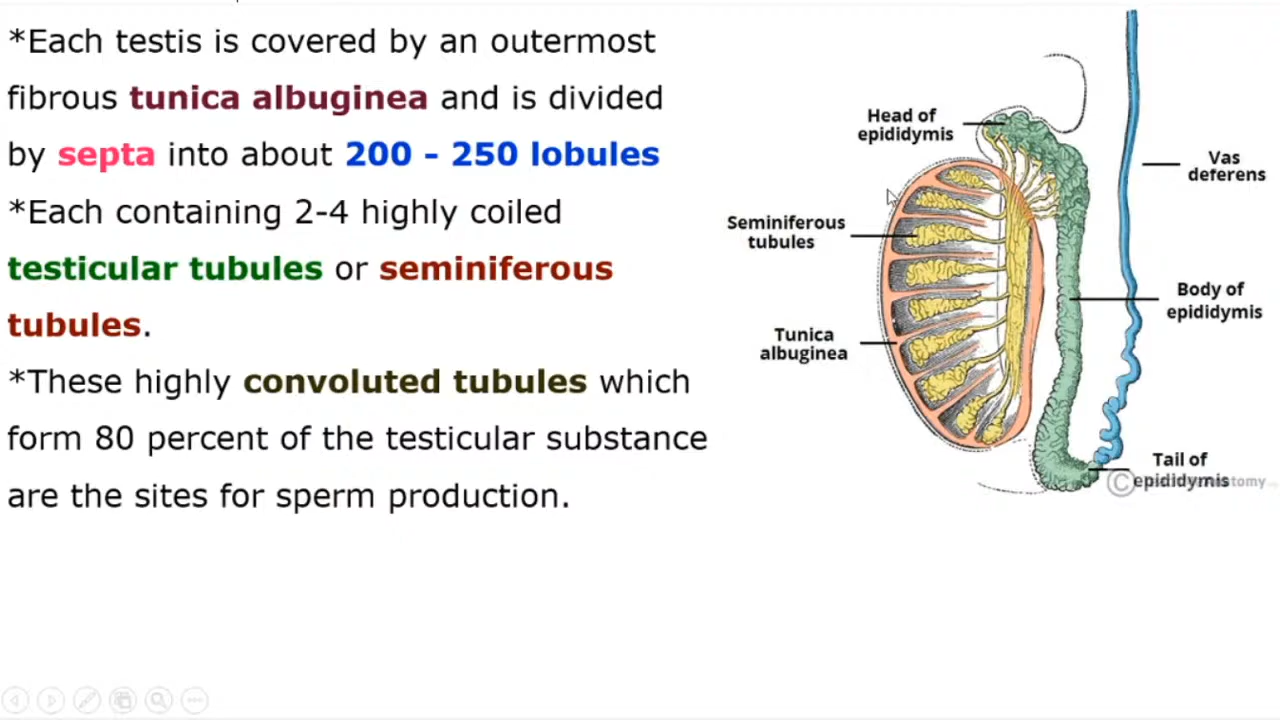 *Each testis is covered by an outermost
fibrous tunica albuginea and is divided
by septa into about 200 - 250 lobules
*Each containing 2-4 highly coiled
testicular tubules or seminiferous
tubules.
*These highly convoluted tubules which
form 80 percent of the testicular substance
are the sites for sperm production.
Head of
epididymis
Vas
deferens
Seminiferous
tubules
Body of
epididymis
Tunica
albuginea
Tail of
epididymis
©